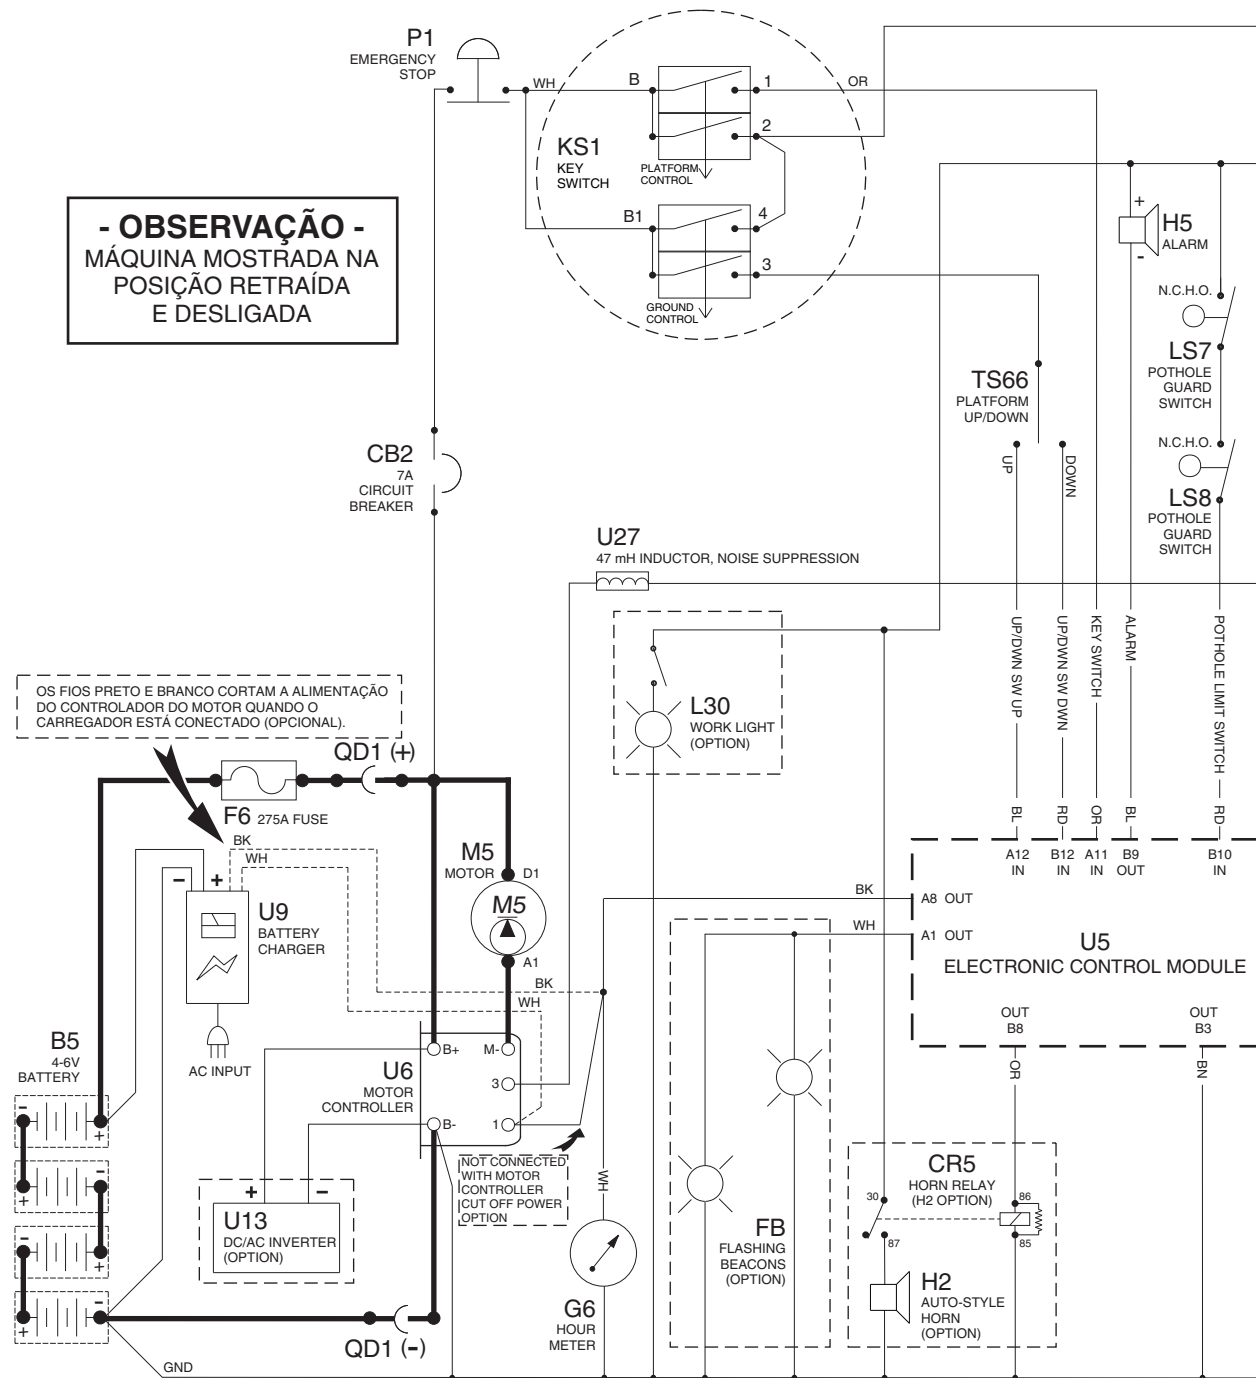 P1
EMERGENCY
STOP
WH
B
1
OR
2
KS1
KEY
SWITCH
PLATFORM
CONTROL
B1
4
3
GROUND
CONTROL
- OBSERVAÇÃO -
MÁQUINA MOSTRADA NA
POSIÇÃO RETRAÍDA
E DESLIGADA
+
H5
ALARM
-
N.C.H.O.
LS7
POTHOLE
GUARD
SWITCH
TS66
PLATFORM
UP/DOWN
UP
DOWN
N.C.H.O.
LS8
POTHOLE
GUARD
SWITCH
CB2
7A
CIRCUIT
BREAKER
U27
47 mH INDUCTOR, NOISE SUPPRESSION
UP/DWN SW UP
UP/DWN SW DWN
KEY SWITCH
ALARM
POTHOLE LIMIT SWITCH
BL
RD
OR
BL
RD
OS FIOS PRETO E BRANCO CORTAM A ALIMENTAÇÃO
DO CONTROLADOR DO MOTOR QUANDO O
CARREGADOR ESTÁ CONECTADO (OPCIONAL).
L30
WORK LIGHT
(OPTION)
QD1 (+)
F6 275A FUSE
BK
WH
- +
U9
BATTERY
CHARGER
AC INPUT
M5
MOTOR
D1
M5
A1
BK
WH
A12
IN
B12
IN
A11
IN
B9
OUT
B10
IN
BK
A8 OUT
WH
A1 OUT
U5
ELECTRONIC CONTROL MODULE
OUT
B8
OUT
B3
OR
BN
B5
4-6V
BATTERY
-
+
-
+
-
+
-
+
U6
MOTOR
CONTROLLER
B+
M-
3
B-
1
NOT CONNECTED
WITH MOTOR
CONTROLLER
CUT OFF POWER
OPTION
+ -
U13
DC/AC INVERTER
(OPTION)
WH
G6
HOUR
METER
FB
FLASHING
BEACONS
(OPTION)
CR5
HORN RELAY
(H2 OPTION)
30
87
86
85
H2
AUTO-STYLE
HORN
(OPTION)
QD1 (-)
GND